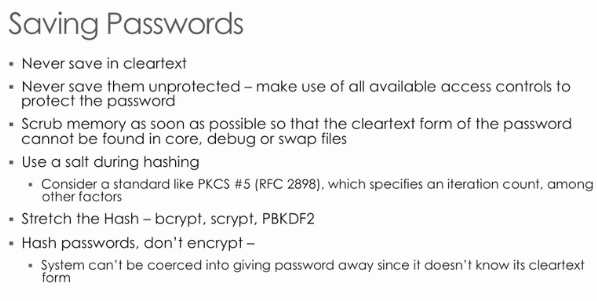 Saving Passwords
▪ Never save in cleartext
▪ Never save them unprotected – make use of all available access controls to
protect the password
▪ Scrub memory as soon as possible so that the cleartext form of the password
cannot be found in core, debug or swap files
▪ Use a salt during hashing
▪ Consider a standard like PKCS #5 (RFC 2898), which specifies an iteration count, among
other factors
▪ Stretch the Hash – bcrypt, scrypt, PBKDF2
▪ Hash passwords, don't encrypt –
▪ System can't be coerced into giving password away since it doesn't know its cleartext
form